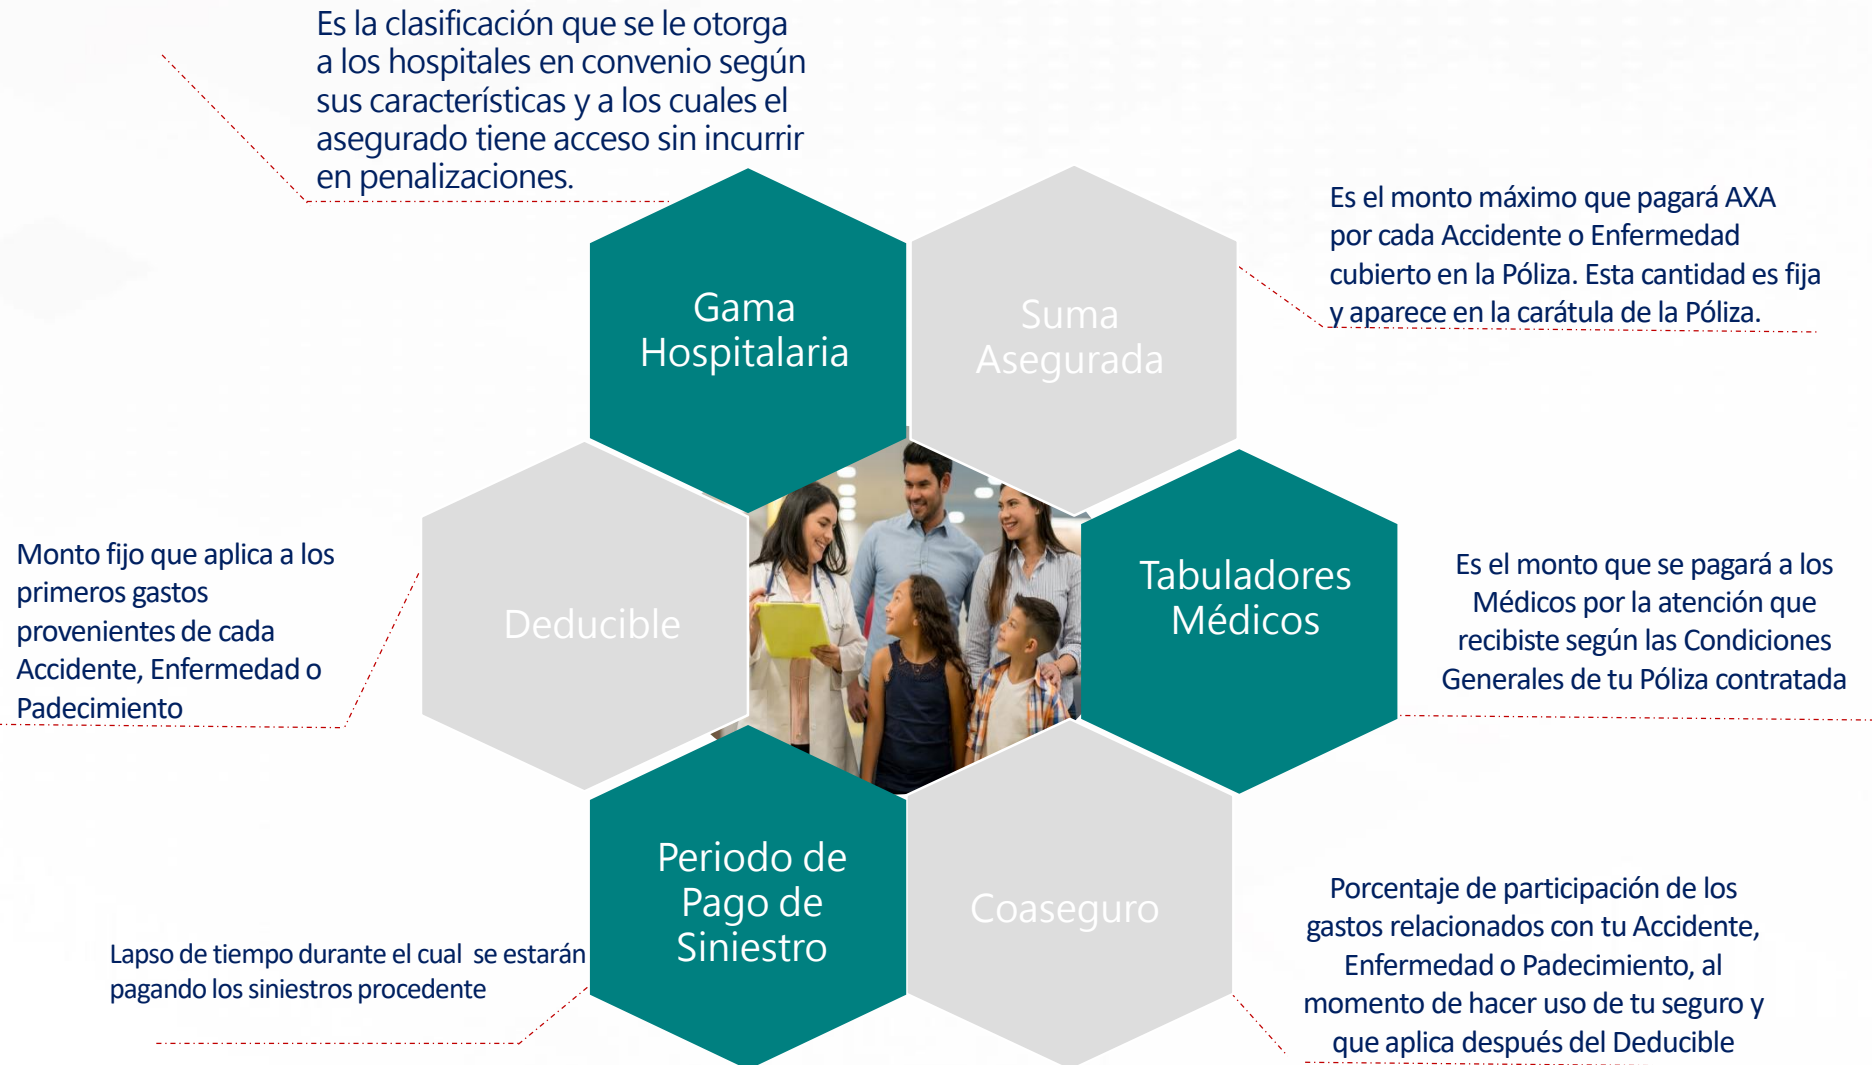 Es la clasificación que se le otorga
a los hospitales en convenio según
sus características y a los cuales el
asegurado tiene acceso sin incurrir
en penalizaciones.
Gama
Hospitalaria
Suma
Asegurada
Es el monto máximo que pagará AXA
por cada Accidente o Enfermedad
cubierto en la Póliza. Esta cantidad es fija
y aparece en la carátula de la Póliza.
Monto fijo que aplica a los
primeros gastos
provenientes de cada
Accidente, Enfermedad o
Padecimiento
Deducible
Tabuladores
Médicos
Es el monto que se pagará a los
Médicos por la atención que
recibiste según las Condiciones
Generales de tu Póliza contratada
Lapso de tiempo durante el cual  se estarán
pagando los siniestros procedente
Periodo de
Pago de
Siniestro
Coaseguro
Porcentaje de participación de los
gastos relacionados con tu Accidente,
Enfermedad o Padecimiento, al
momento de hacer uso de tu seguro y
que aplica después del Deducible